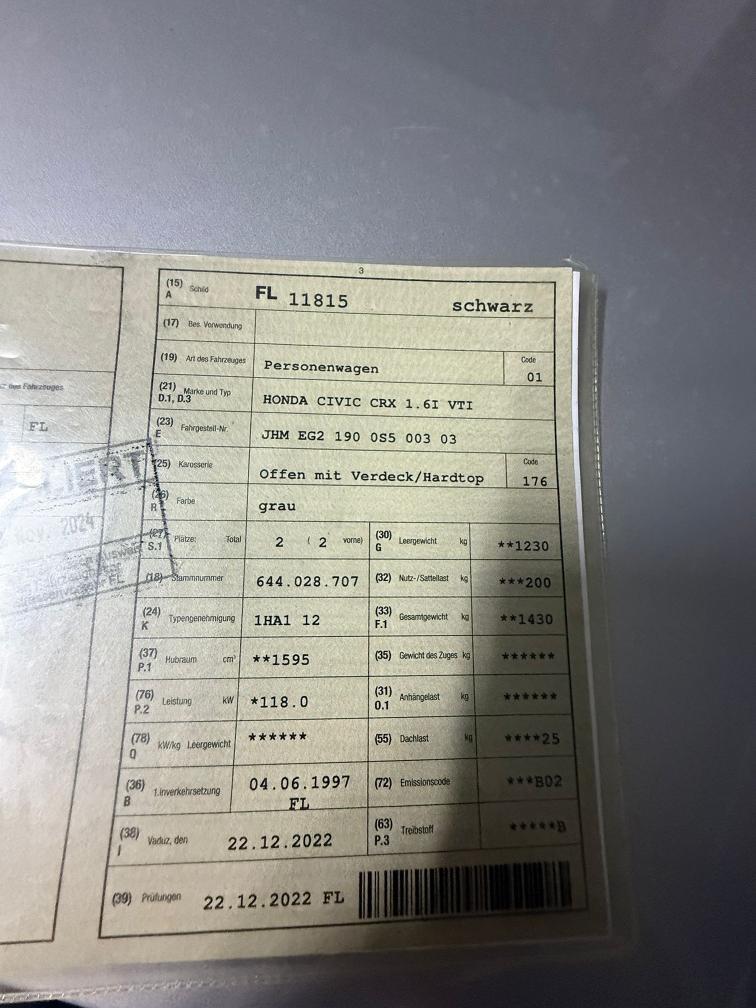 3
(15) A Schild FL 11815 schwarz
(17) Bes. Verwendung
(19) Art des Fahrzeuges Personenwagen Code 01
(21) D.1, D.3 Marke und Typ HONDA CIVIC CRX 1.6I VTI
(23) E Fahrgestell-Nr. JHM EG2 190 0S5 003 03
(25) Karosserie Offen mit Verdeck/Hardtop Code 176
(26) R Farbe grau
(27) S.1 Plätze: Total 2 ( 2 vorne) (30) G Leergewicht kg **1230
(18) Stammnummer 644.028.707 (32) Nutz-/Sattellast kg ***200
(24) K Typengenehmigung 1HA1 12 (33) F.1 Gesamtgewicht kg **1430
(37) P.1 Hubraum cm³ **1595 (35) Gewicht des Zuges kg ******
(76) P.2 Leistung kW *118.0 (31) O.1 Anhängelast kg ******
(78) Q kW/kg Leergewicht ****** (55) Dachlast kg ****25
(36) B 1.Inverkehrsetzung 04.06.1997 FL (72) Emissionscode ***B02
(38) I Vaduz, den 22.12.2022 (63) P.3 Treibstoff *****B
(39) Prüfungen 22.12.2022 FL
des Fahrzeuges
FL
LIERT
Nov. 2024
FL